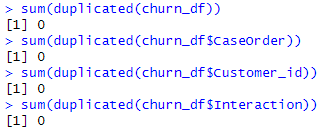 > sum(duplicated(churn_df))
[1] 0
> sum(duplicated(churn_df$CaseOrder))
[1] 0
> sum(duplicated(churn_df$Customer_id))
[1] 0
> sum(duplicated(churn_df$Interaction))
[1] 0